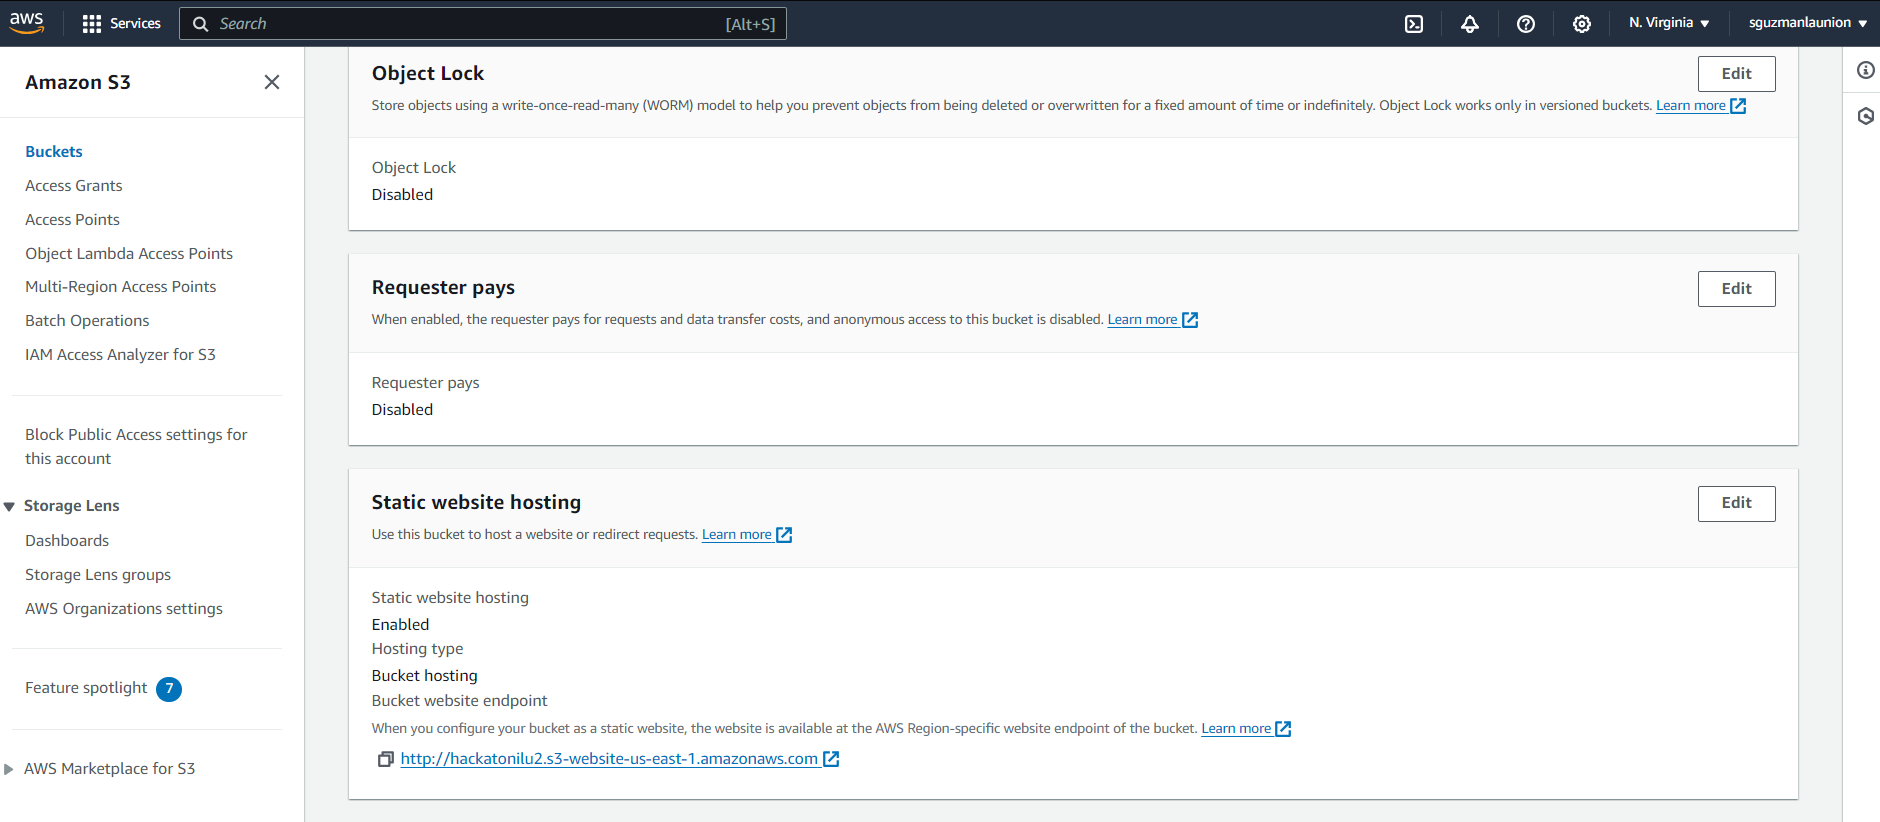 aws
Services
Search
[Alt+S]
N. Virginia
sguzmanlaunion
Amazon S3
Buckets
Access Grants
Access Points
Object Lambda Access Points
Multi-Region Access Points
Batch Operations
IAM Access Analyzer for S3
Block Public Access settings for
this account
Storage Lens
Dashboards
Storage Lens groups
AWS Organizations settings
Feature spotlight 7
AWS Marketplace for S3
Object Lock
Edit
Store objects using a write-once-read-many (WORM) model to help you prevent objects from being deleted or overwritten for a fixed amount of time or indefinitely. Object Lock works only in versioned buckets. Learn more
Object Lock
Disabled
Requester pays
Edit
When enabled, the requester pays for requests and data transfer costs, and anonymous access to this bucket is disabled. Learn more
Requester pays
Disabled
Static website hosting
Edit
Use this bucket to host a website or redirect requests. Learn more
Static website hosting
Enabled
Hosting type
Bucket hosting
Bucket website endpoint
When you configure your bucket as a static website, the website is available at the AWS Region-specific website endpoint of the bucket. Learn more
http://hackatonilu2.s3-website-us-east-1.amazonaws.com